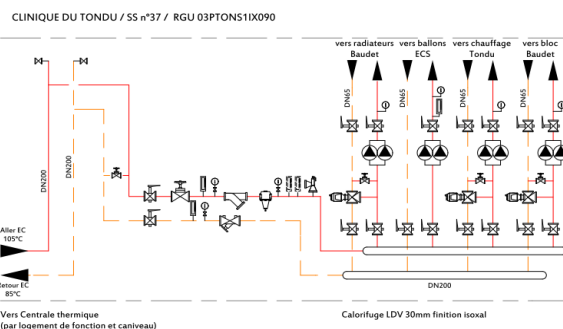 CLINIQUE DU TONDU / SS n°37 / RGU 03PTONS1IX090
vers radiateurs
Baudet
vers ballons
ECS
vers chauffage
Tondu
vers bloc
Baudet
DN65
DN65
DN65
DN65
DN200
DN200
Aller EC
105°C
Retour EC
85°C
DN200
Vers Centrale thermique
(par logement de fonction et caniveau)
Calorifuge LDV 30mm finition isoxal